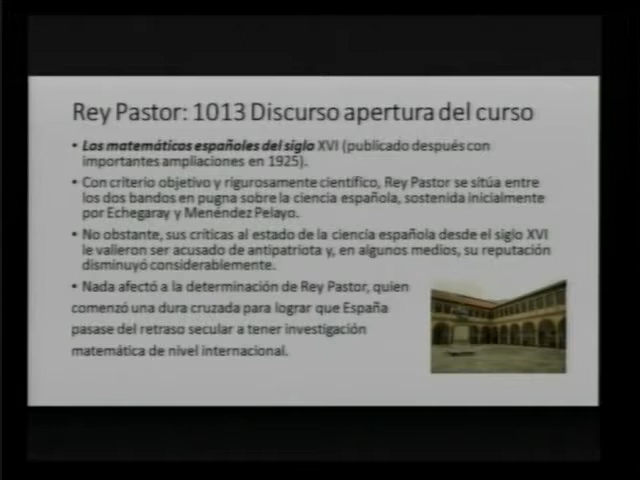 Rey Pastor: 1013 Discurso apertura del curso
• Los matemáticos españoles del siglo XVI (publicado después con
importantes ampliaciones en 1925).
• Con criterio objetivo y rigurosamente científico, Rey Pastor se sitúa entre
los dos bandos en pugna sobre la ciencia española, sostenida inicialmente
por Echegaray y Menéndez Pelayo.
• No obstante, sus críticas al estado de la ciencia española desde el siglo XVI
le valieron ser acusado de antipatriota y, en algunos medios, su reputación
disminuyó considerablemente.
• Nada afectó a la determinación de Rey Pastor, quien
comenzó una dura cruzada para lograr que España
pasase del retraso secular a tener investigación
matemática de nivel internacional.